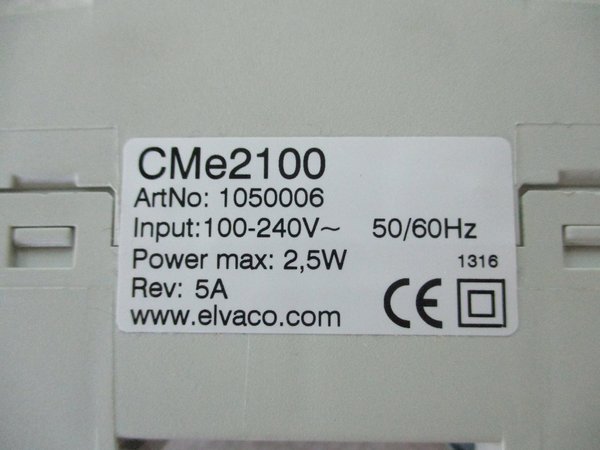 CMe2100
ArtNo: 1050006
Input:100-240V~ 50/60Hz
Power max: 2,5W 1316
Rev: 5A
www.elvaco.com CE